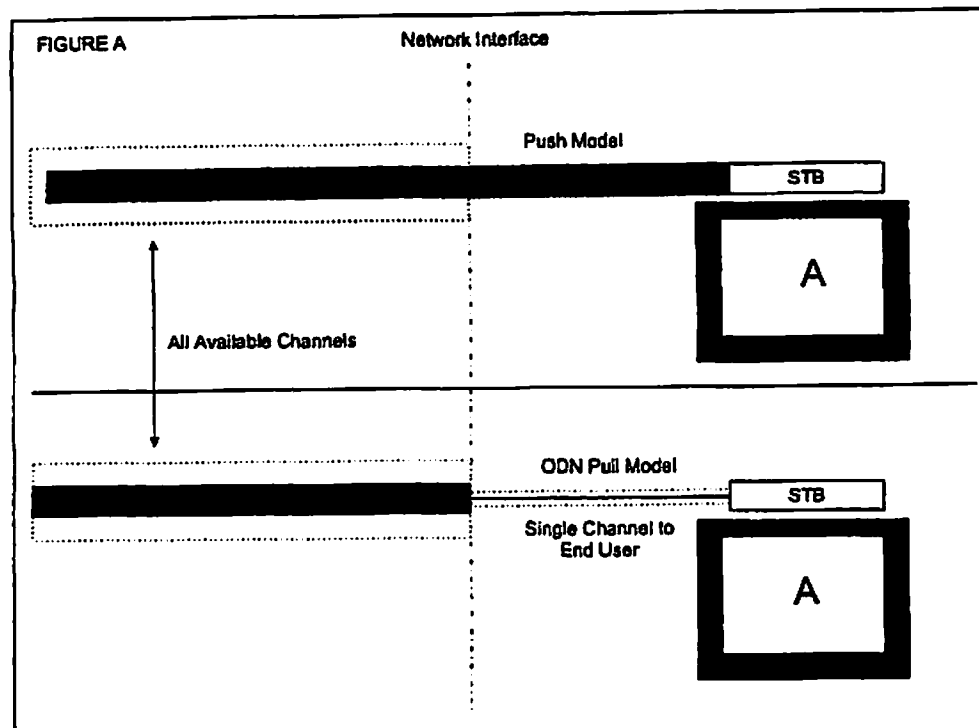 FIGURE A
Network Interface
Push Model
STB
A
All Available Channels
ODN Pull Model
STB
Single Channel to
End User
A